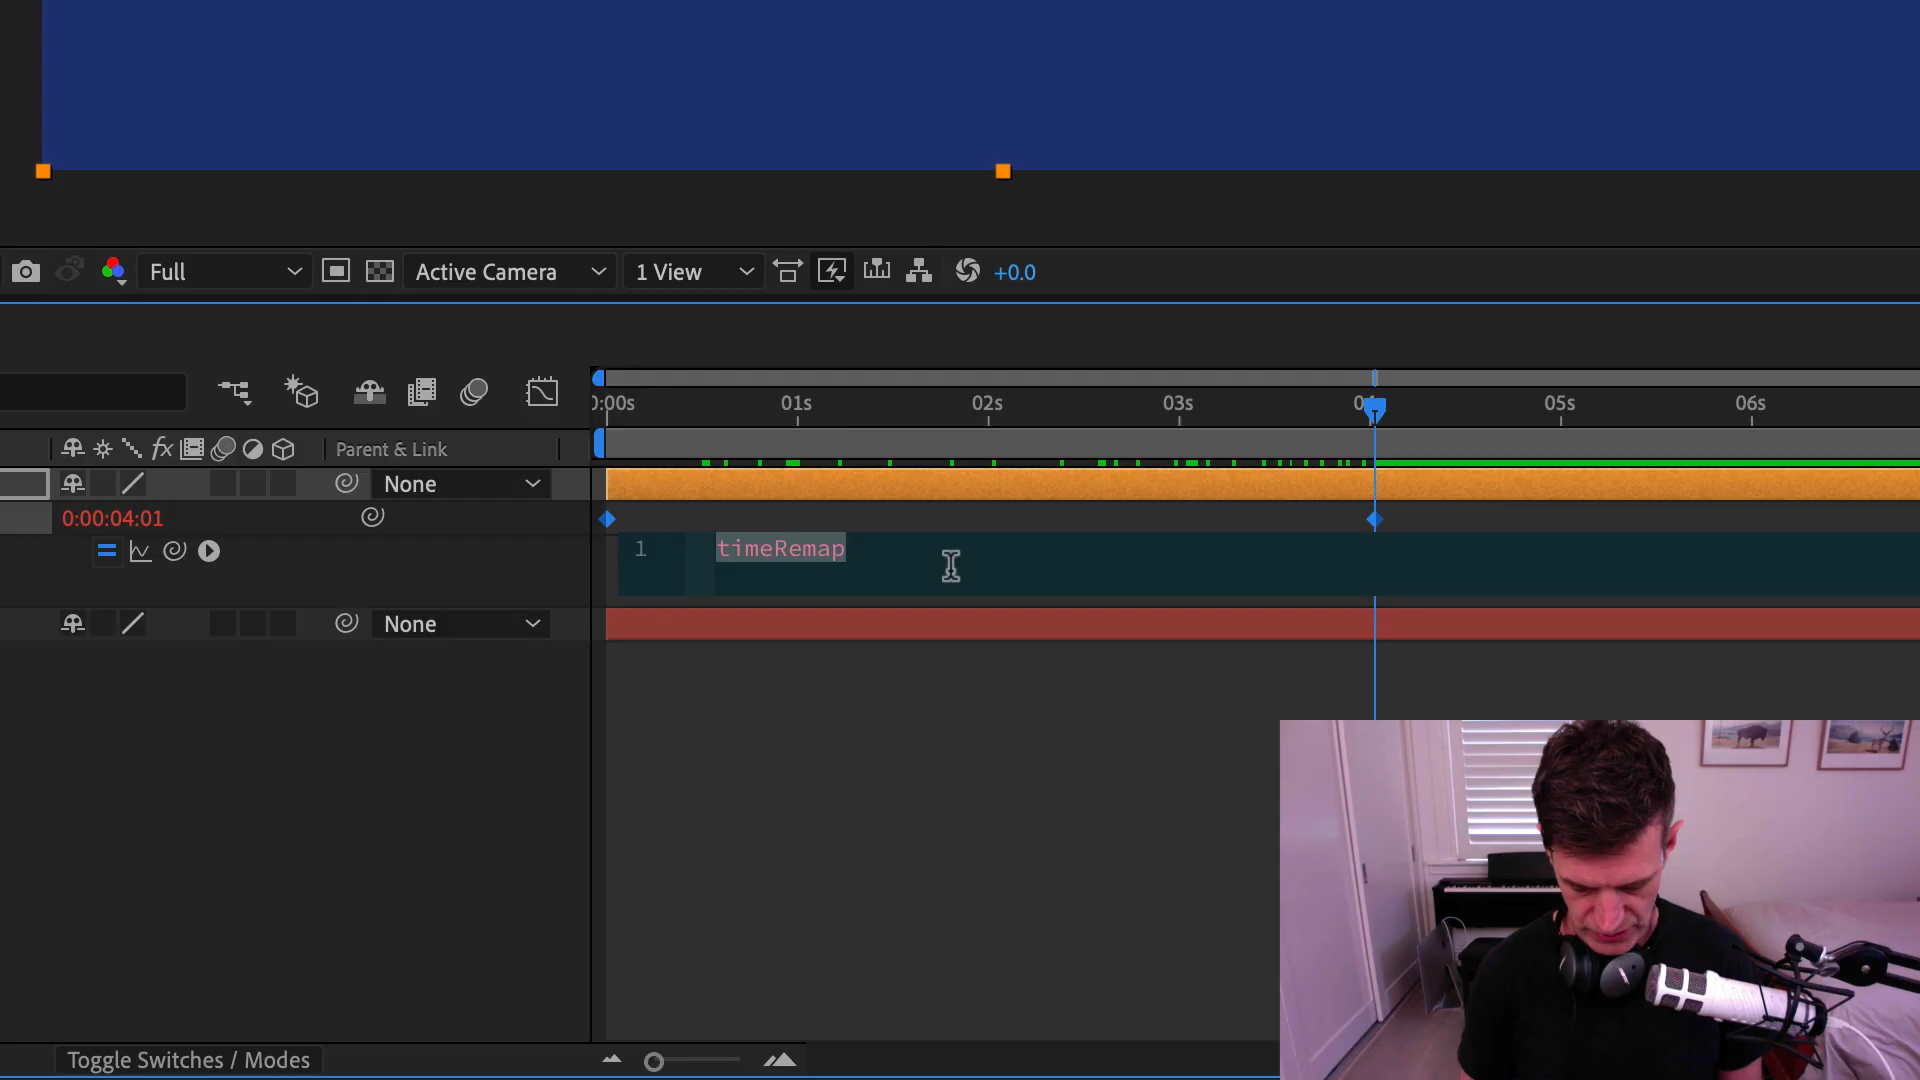 Full
Active Camera
1 View
+0.0
0:00s 01s 02s 03s 05s 06s
fx
Parent & Link
None
0:00:04:01
1 timeRemap
None
Toggle Switches / Modes